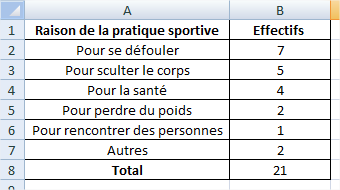 A B
1 Raison de la pratique sportive Effectifs
2 Pour se défouler 7
3 Pour sculter le corps 5
4 Pour la santé 4
5 Pour perdre du poids 2
6 Pour rencontrer des personnes 1
7 Autres 2
8 Total 21